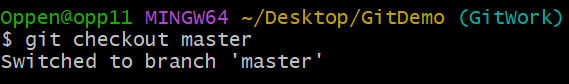 Oppen@opp11 MINGW64 ~/Desktop/GitDemo (GitWork)
$ git checkout master
Switched to branch 'master'